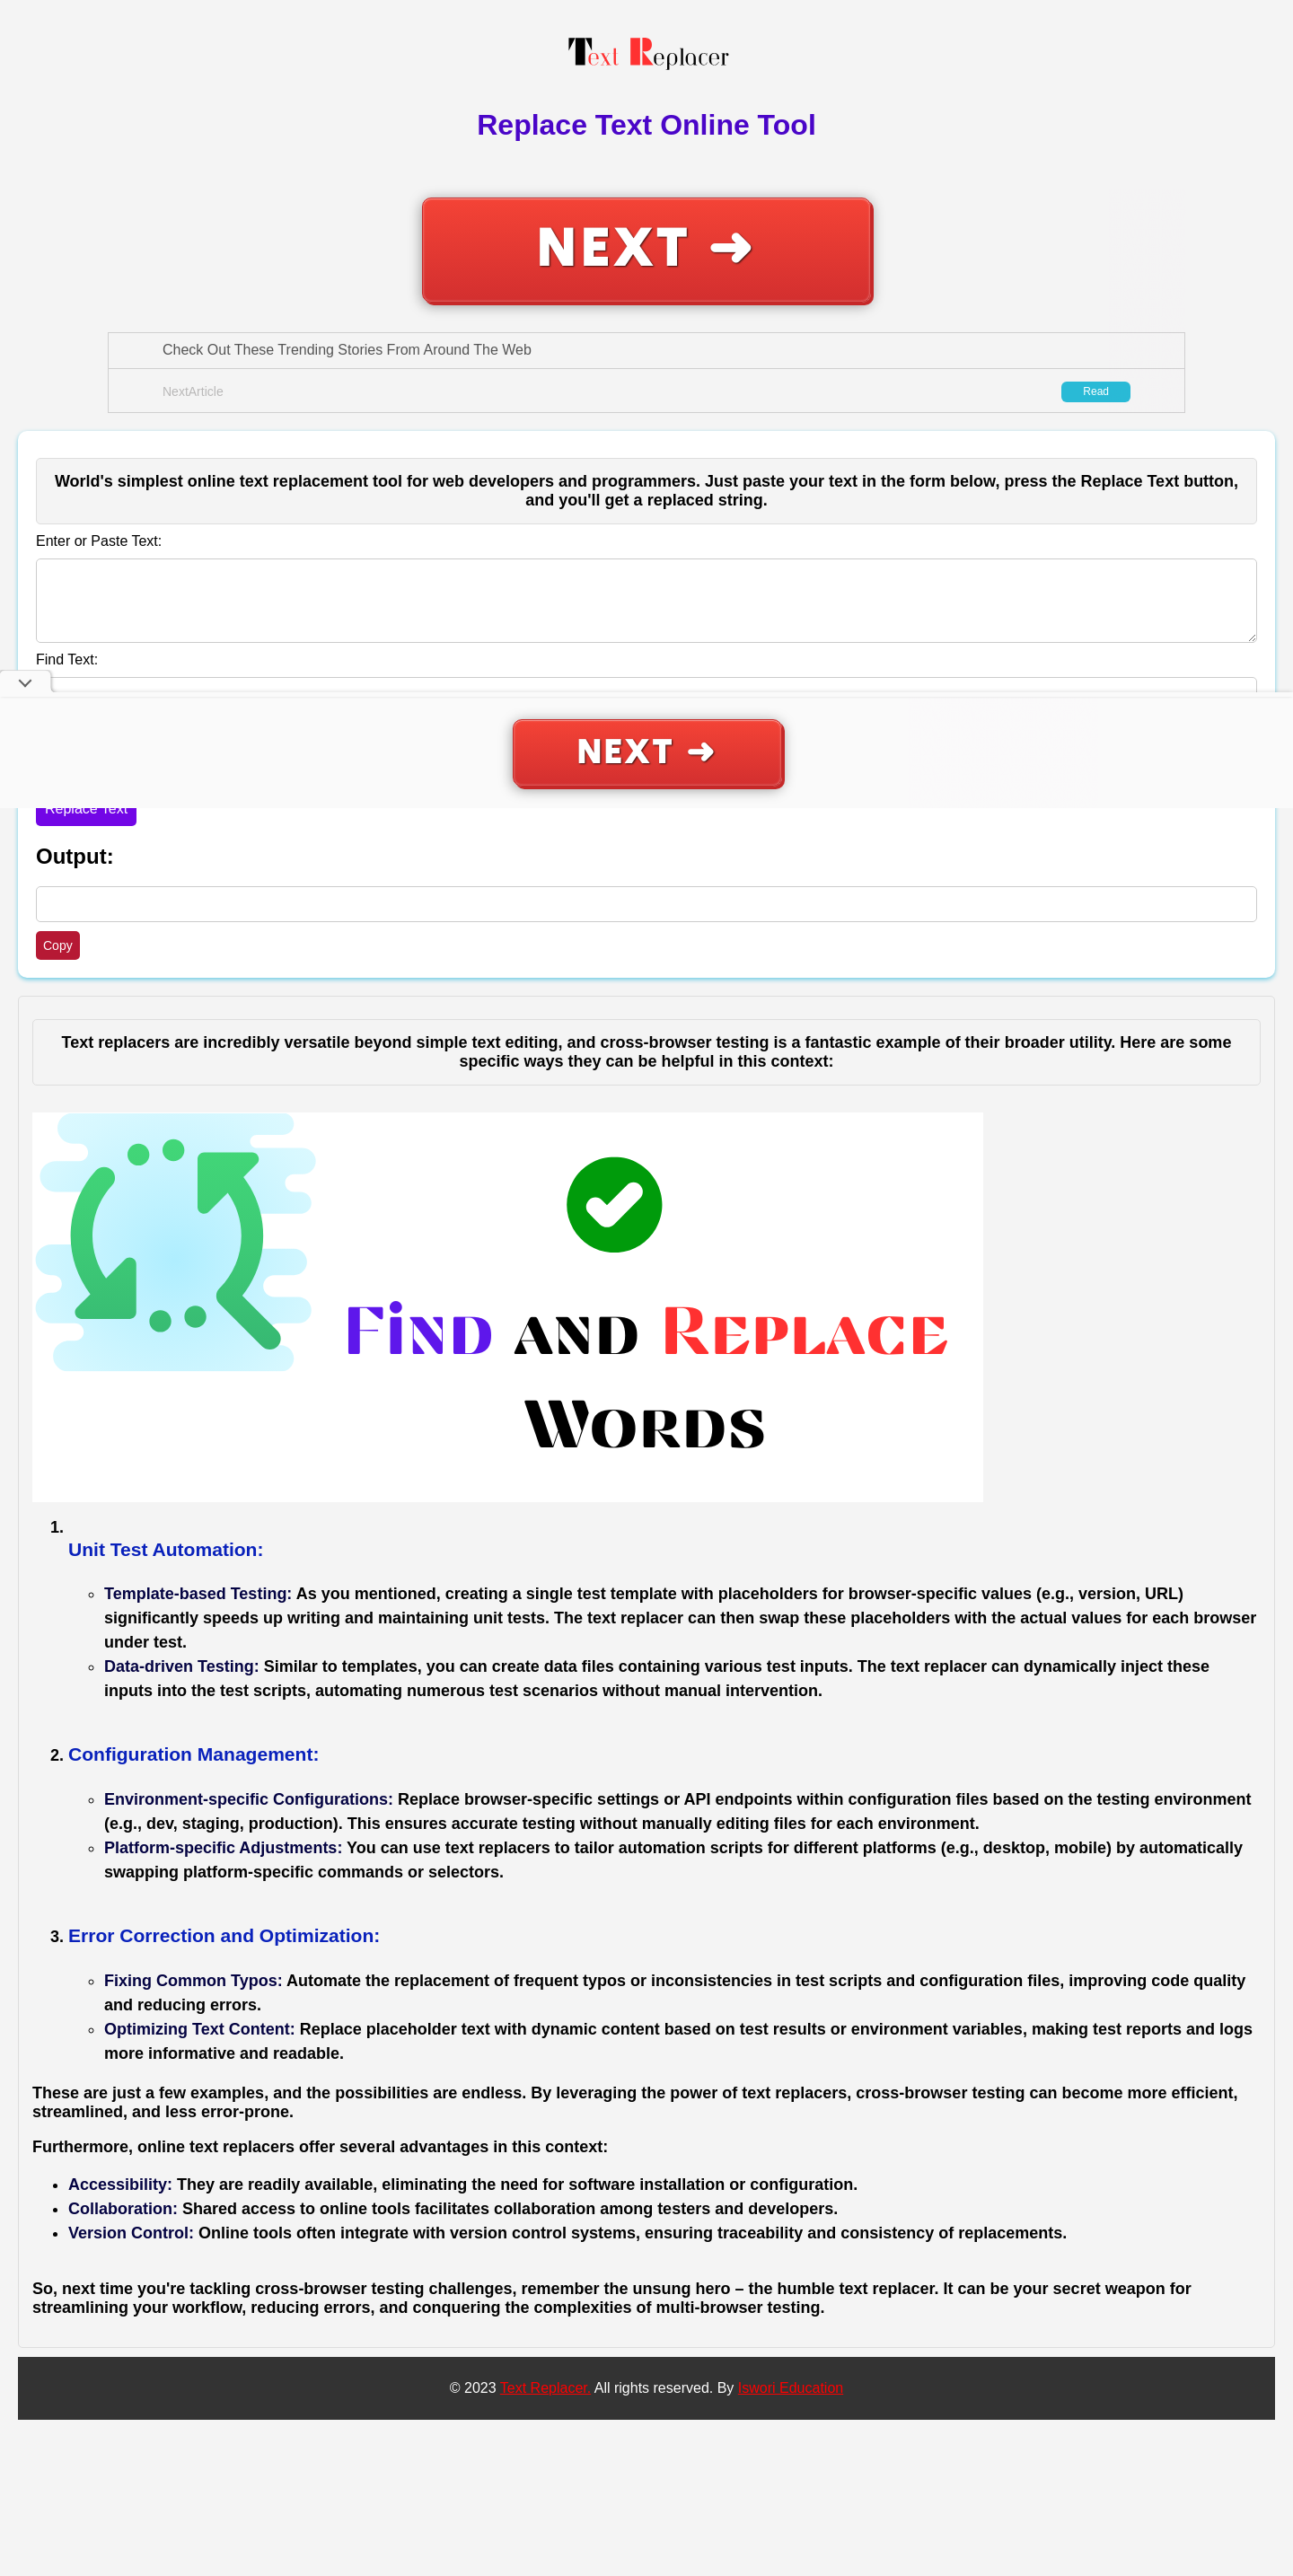 Text Replacer
Replace Text Online Tool
NEXT ➜
Check Out These Trending Stories From Around The Web
NextArticle
Read
World's simplest online text replacement tool for web developers and programmers. Just paste your text in the form below, press the Replace Text button,
and you'll get a replaced string.
Enter or Paste Text:
Find Text:
NEXT ➜
Replace Text
Output:
Copy
Text replacers are incredibly versatile beyond simple text editing, and cross-browser testing is a fantastic example of their broader utility. Here are some
specific ways they can be helpful in this context:
Find and Replace
Words
1.
Unit Test Automation:
◦ Template-based Testing: As you mentioned, creating a single test template with placeholders for browser-specific values (e.g., version, URL)
significantly speeds up writing and maintaining unit tests. The text replacer can then swap these placeholders with the actual values for each browser
under test.
◦ Data-driven Testing: Similar to templates, you can create data files containing various test inputs. The text replacer can dynamically inject these
inputs into the test scripts, automating numerous test scenarios without manual intervention.
2. Configuration Management:
◦ Environment-specific Configurations: Replace browser-specific settings or API endpoints within configuration files based on the testing environment
(e.g., dev, staging, production). This ensures accurate testing without manually editing files for each environment.
◦ Platform-specific Adjustments: You can use text replacers to tailor automation scripts for different platforms (e.g., desktop, mobile) by automatically
swapping platform-specific commands or selectors.
3. Error Correction and Optimization:
◦ Fixing Common Typos: Automate the replacement of frequent typos or inconsistencies in test scripts and configuration files, improving code quality
and reducing errors.
◦ Optimizing Text Content: Replace placeholder text with dynamic content based on test results or environment variables, making test reports and logs
more informative and readable.
These are just a few examples, and the possibilities are endless. By leveraging the power of text replacers, cross-browser testing can become more efficient,
streamlined, and less error-prone.
Furthermore, online text replacers offer several advantages in this context:
• Accessibility: They are readily available, eliminating the need for software installation or configuration.
• Collaboration: Shared access to online tools facilitates collaboration among testers and developers.
• Version Control: Online tools often integrate with version control systems, ensuring traceability and consistency of replacements.
So, next time you're tackling cross-browser testing challenges, remember the unsung hero – the humble text replacer. It can be your secret weapon for
streamlining your workflow, reducing errors, and conquering the complexities of multi-browser testing.
© 2023 Text Replacer. All rights reserved. By Iswori Education